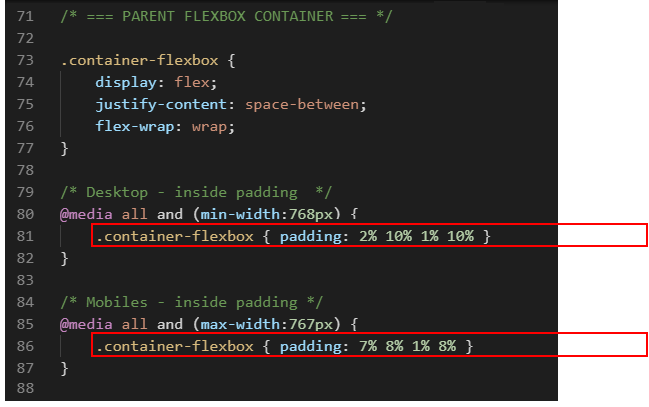 71 /* === PARENT FLEXBOX CONTAINER === */
72
73 .container-flexbox {
74     display: flex;
75     justify-content: space-between;
76     flex-wrap: wrap;
77 }
78
79 /* Desktop - inside padding  */
80 @media all and (min-width:768px) {
81     .container-flexbox { padding: 2% 10% 1% 10% }
82 }
83
84 /* Mobiles - inside padding */
85 @media all and (max-width:767px) {
86     .container-flexbox { padding: 7% 8% 1% 8% }
87 }
88